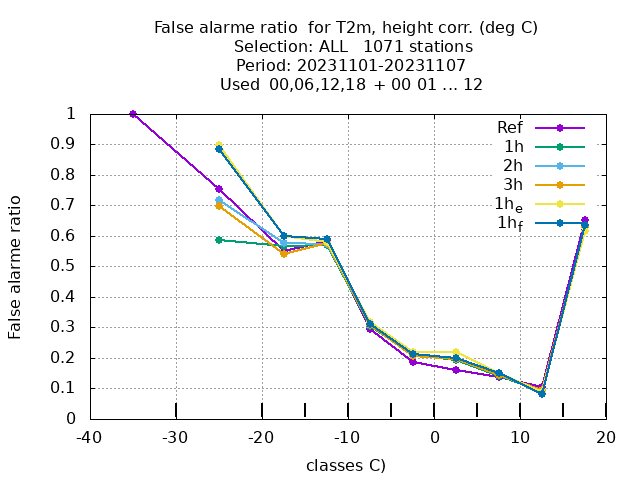 False alarme ratio  for T2m, height corr. (deg C)
Selection: ALL   1071 stations
Period: 20231101-20231107
Used  00,06,12,18  + 00 01 ... 12
False alarme ratio
1
0.9
0.8
0.7
0.6
0.5
0.4
0.3
0.2
0.1
0
Ref
1h
2h
3h
1he
1hf
-40 -30 -20 -10 0 10 20
classes C)